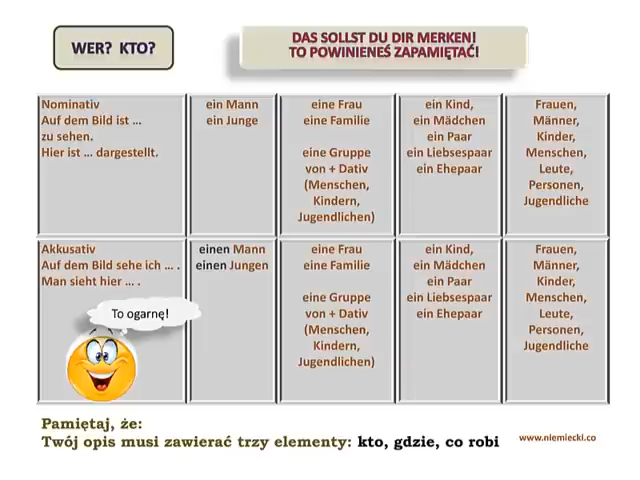 WER? KTO?
DAS SOLLST DU DIR MERKEN!
TO POWINIENEŚ ZAPAMIĘTAĆ!
Nominativ
Auf dem Bild ist ...
zu sehen.
Hier ist ... dargestellt.
ein Mann
ein Junge
eine Frau
eine Familie
eine Gruppe
von + Dativ
(Menschen,
Kindern,
Jugendlichen)
ein Kind,
ein Mädchen
ein Paar
ein Liebsespaar
ein Ehepaar
Frauen,
Männer,
Kinder,
Menschen,
Leute,
Personen,
Jugendliche
Akkusativ
Auf dem Bild sehe ich ... .
Man sieht hier ... .
To ogarnę!
einen Mann
einen Jungen
eine Frau
eine Familie
eine Gruppe
von + Dativ
(Menschen,
Kindern,
Jugendlichen)
ein Kind,
ein Mädchen
ein Paar
ein Liebsespaar
ein Ehepaar
Frauen,
Männer,
Kinder,
Menschen,
Leute,
Personen,
Jugendliche
Pamiętaj, że:
Twój opis musi zawierać trzy elementy: kto, gdzie, co robi
www.niemiecki.co